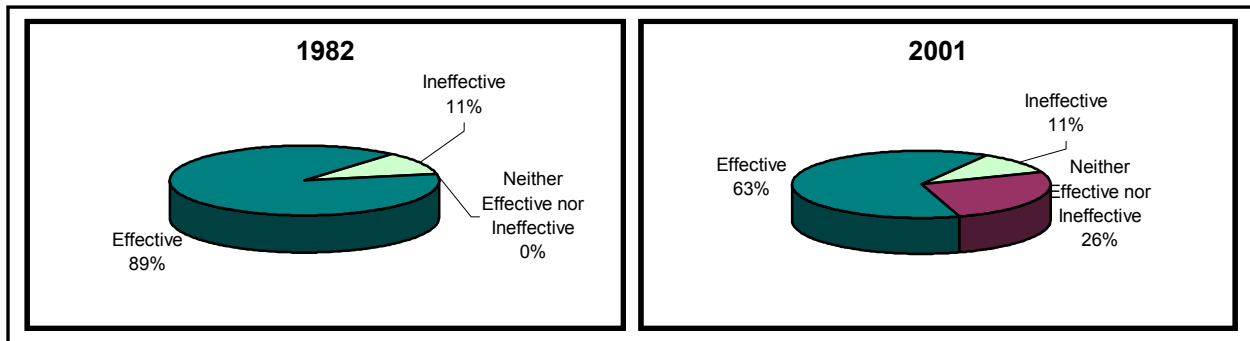 1982
Ineffective
11%
Neither
Effective nor
Ineffective
0%
Effective
89%
2001
Ineffective
11%
Effective
63%
Neither
Effective nor
Ineffective
26%